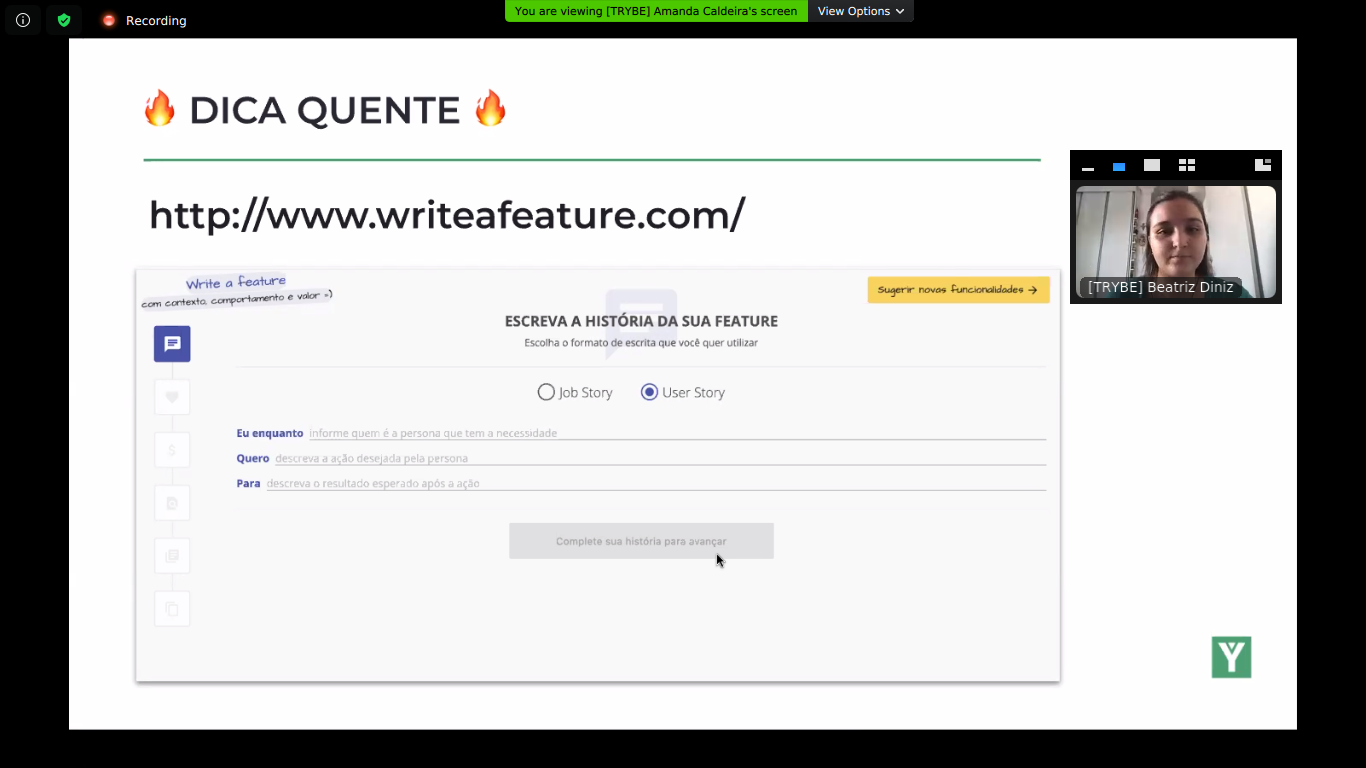 Recording
You are viewing [TRYBE] Amanda Caldeira's screen
View Options
🔥 DICA QUENTE 🔥
http://www.writeafeature.com/
[TRYBE] Beatriz Diniz
Write a feature
com contexto, comportamento e valor =)
Sugerir novas funcionalidades →
ESCREVA A HISTÓRIA DA SUA FEATURE
Escolha o formato de escrita que você quer utilizar
Job Story User Story
Eu enquanto informe quem é a persona que tem a necessidade
Quero descreva a ação desejada pela persona
Para descreva o resultado esperado após a ação
Complete sua história para avançar